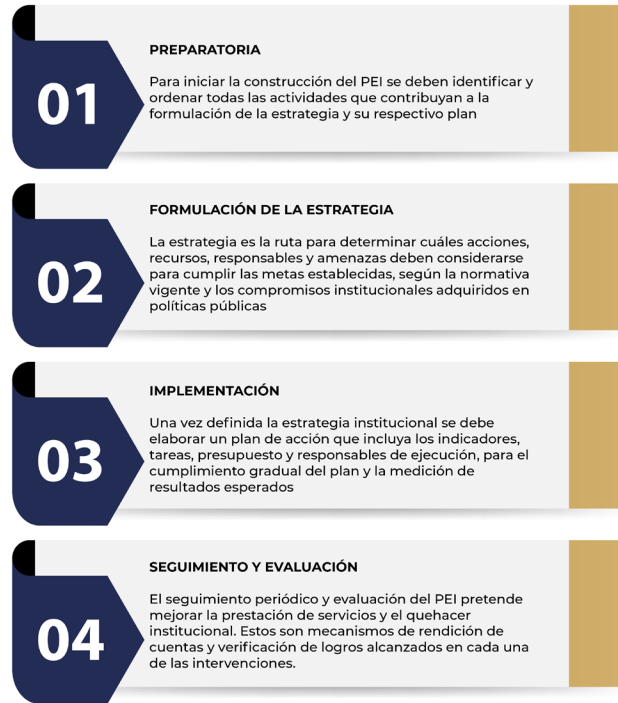 01
PREPARATORIA
Para iniciar la construcción del PEI se deben identificar y
ordenar todas las actividades que contribuyan a la
formulación de la estrategia y su respectivo plan
02
FORMULACIÓN DE LA ESTRATEGIA
La estrategia es la ruta para determinar cuáles acciones,
recursos, responsables y amenazas deben considerarse
para cumplir las metas establecidas, según la normativa
vigente y los compromisos institucionales adquiridos en
políticas públicas
03
IMPLEMENTACIÓN
Una vez definida la estrategia institucional se debe
elaborar un plan de acción que incluya los indicadores,
tareas, presupuesto y responsables de ejecución, para el
cumplimiento gradual del plan y la medición de
resultados esperados
04
SEGUIMIENTO Y EVALUACIÓN
El seguimiento periódico y evaluación del PEI pretende
mejorar la prestación de servicios y el quehacer
institucional. Estos son mecanismos de rendición de
cuentas y verificación de logros alcanzados en cada una
de las intervenciones.